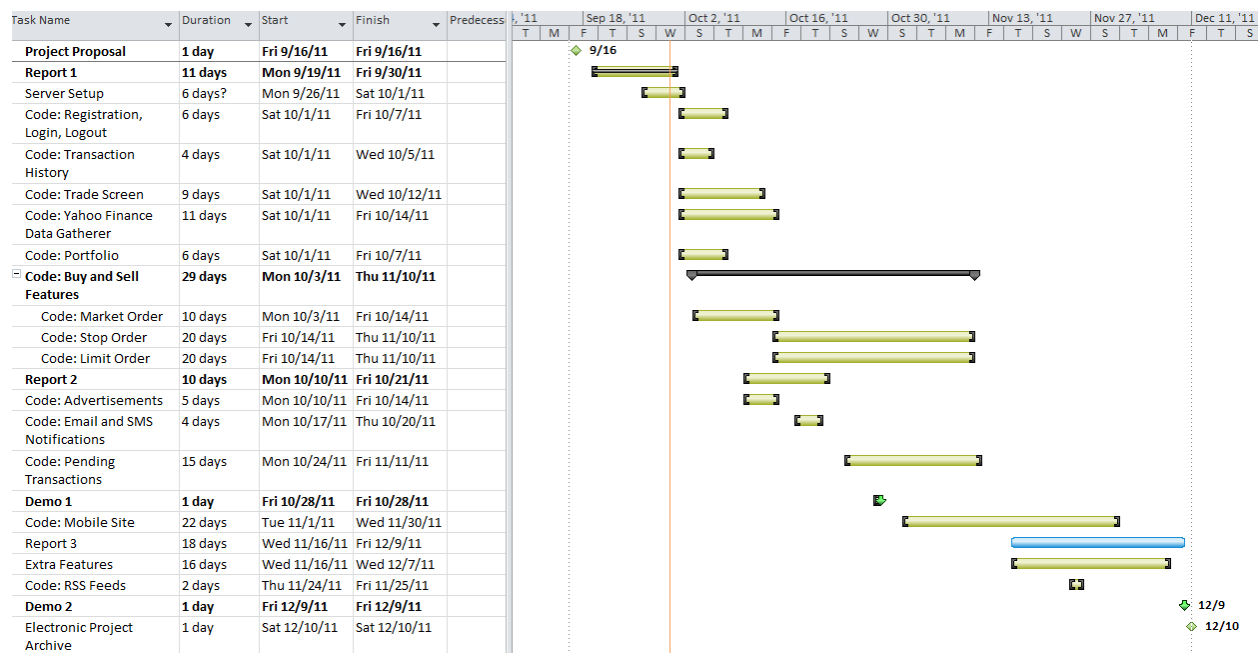 Task Name Duration Start Finish Predecess
, '11 Sep 18, '11 Oct 2, '11 Oct 16, '11 Oct 30, '11 Nov 13, '11 Nov 27, '11 Dec 11, '11
T M F T S W S T M F T S W S T M F T S W S T M F T S
Project Proposal 1 day Fri 9/16/11 Fri 9/16/11 9/16
Report 1 11 days Mon 9/19/11 Fri 9/30/11
Server Setup 6 days? Mon 9/26/11 Sat 10/1/11
Code: Registration, 6 days Sat 10/1/11 Fri 10/7/11
Login, Logout
Code: Transaction 4 days Sat 10/1/11 Wed 10/5/11
History
Code: Trade Screen 9 days Sat 10/1/11 Wed 10/12/11
Code: Yahoo Finance 11 days Sat 10/1/11 Fri 10/14/11
Data Gatherer
Code: Portfolio 6 days Sat 10/1/11 Fri 10/7/11
Code: Buy and Sell 29 days Mon 10/3/11 Thu 11/10/11
Features
Code: Market Order 10 days Mon 10/3/11 Fri 10/14/11
Code: Stop Order 20 days Fri 10/14/11 Thu 11/10/11
Code: Limit Order 20 days Fri 10/14/11 Thu 11/10/11
Report 2 10 days Mon 10/10/11 Fri 10/21/11
Code: Advertisements 5 days Mon 10/10/11 Fri 10/14/11
Code: Email and SMS 4 days Mon 10/17/11 Thu 10/20/11
Notifications
Code: Pending 15 days Mon 10/24/11 Fri 11/11/11
Transactions
Demo 1 1 day Fri 10/28/11 Fri 10/28/11
Code: Mobile Site 22 days Tue 11/1/11 Wed 11/30/11
Report 3 18 days Wed 11/16/11 Fri 12/9/11
Extra Features 16 days Wed 11/16/11 Wed 12/7/11
Code: RSS Feeds 2 days Thu 11/24/11 Fri 11/25/11
Demo 2 1 day Fri 12/9/11 Fri 12/9/11 12/9
Electronic Project 1 day Sat 12/10/11 Sat 12/10/11 12/10
Archive